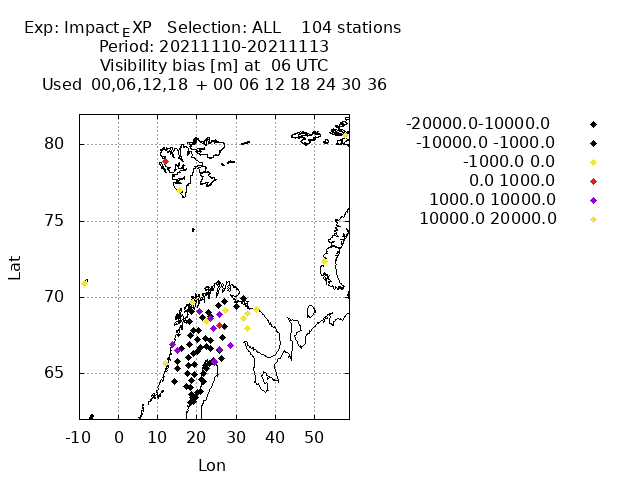 Exp: Impact EXP   Selection: ALL    104 stations
Period: 20211110-20211113
Visibility bias [m] at  06 UTC
Used  00,06,12,18 + 00 06 12 18 24 30 36
-20000.0-10000.0
-10000.0 -1000.0
-1000.0 0.0
0.0 1000.0
1000.0 10000.0
10000.0 20000.0
80
75
70
65
Lat
-10 0 10 20 30 40 50
Lon